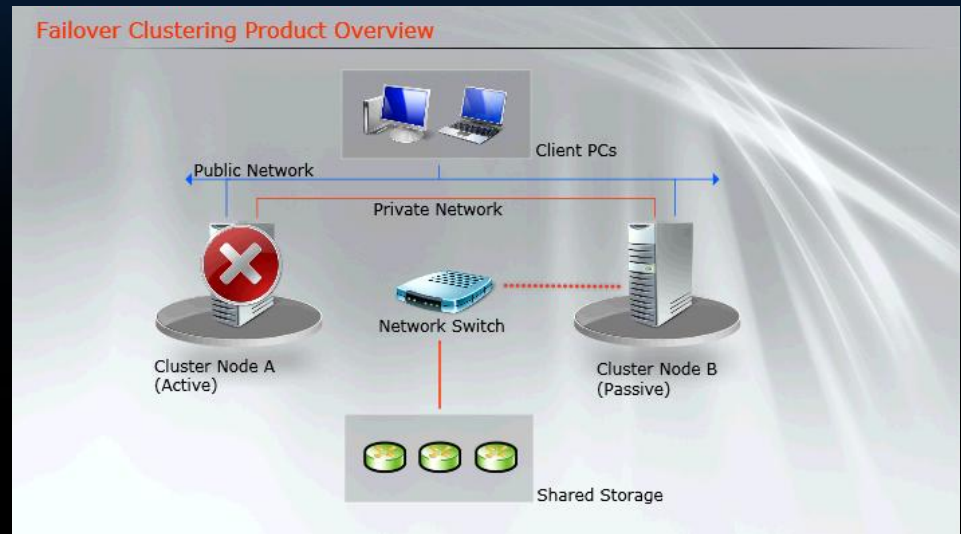 Failover Clustering Product Overview
Client PCs
Public Network
Private Network
Network Switch
Cluster Node A
(Active)
Cluster Node B
(Passive)
Shared Storage